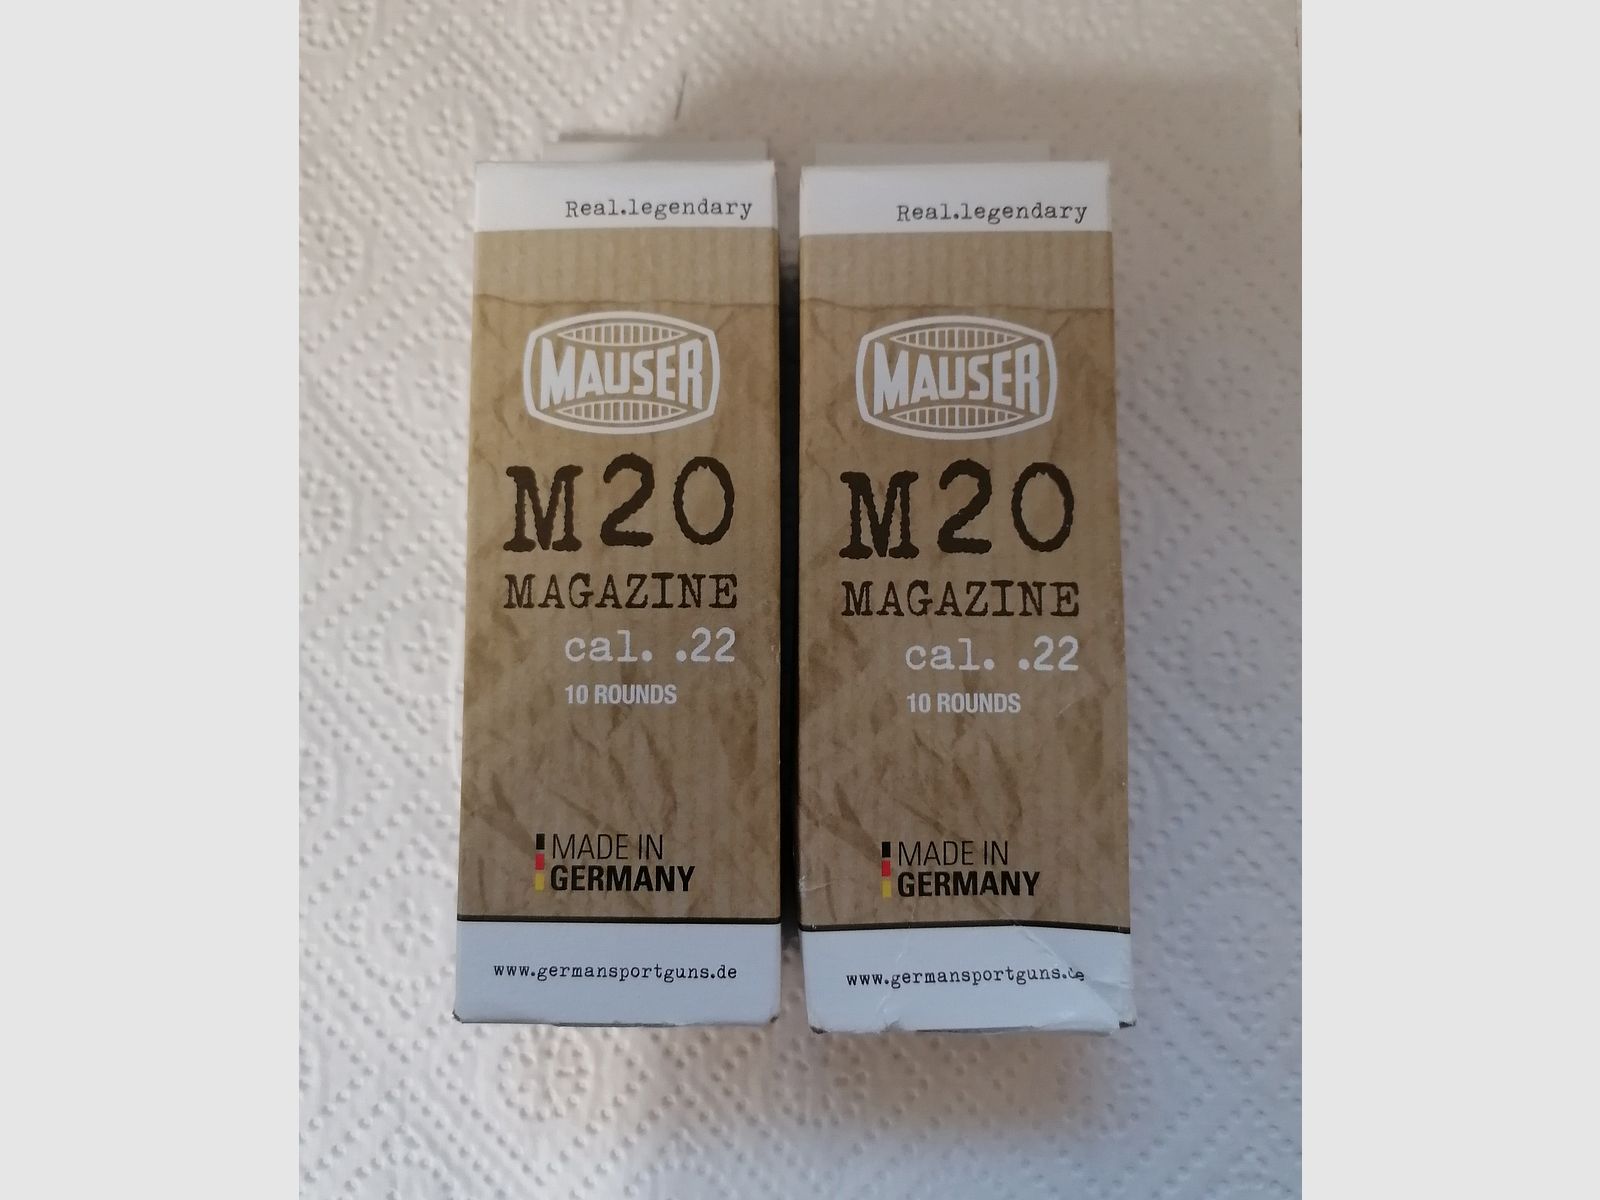 Real.legendary
MAUSER
M20
MAGAZINE
cal. .22
10 ROUNDS
MADE IN
GERMANY
www.germansportguns.de
Real.legendary
MAUSER
M20
MAGAZINE
cal. .22
10 ROUNDS
MADE IN
GERMANY
www.germansportguns.de